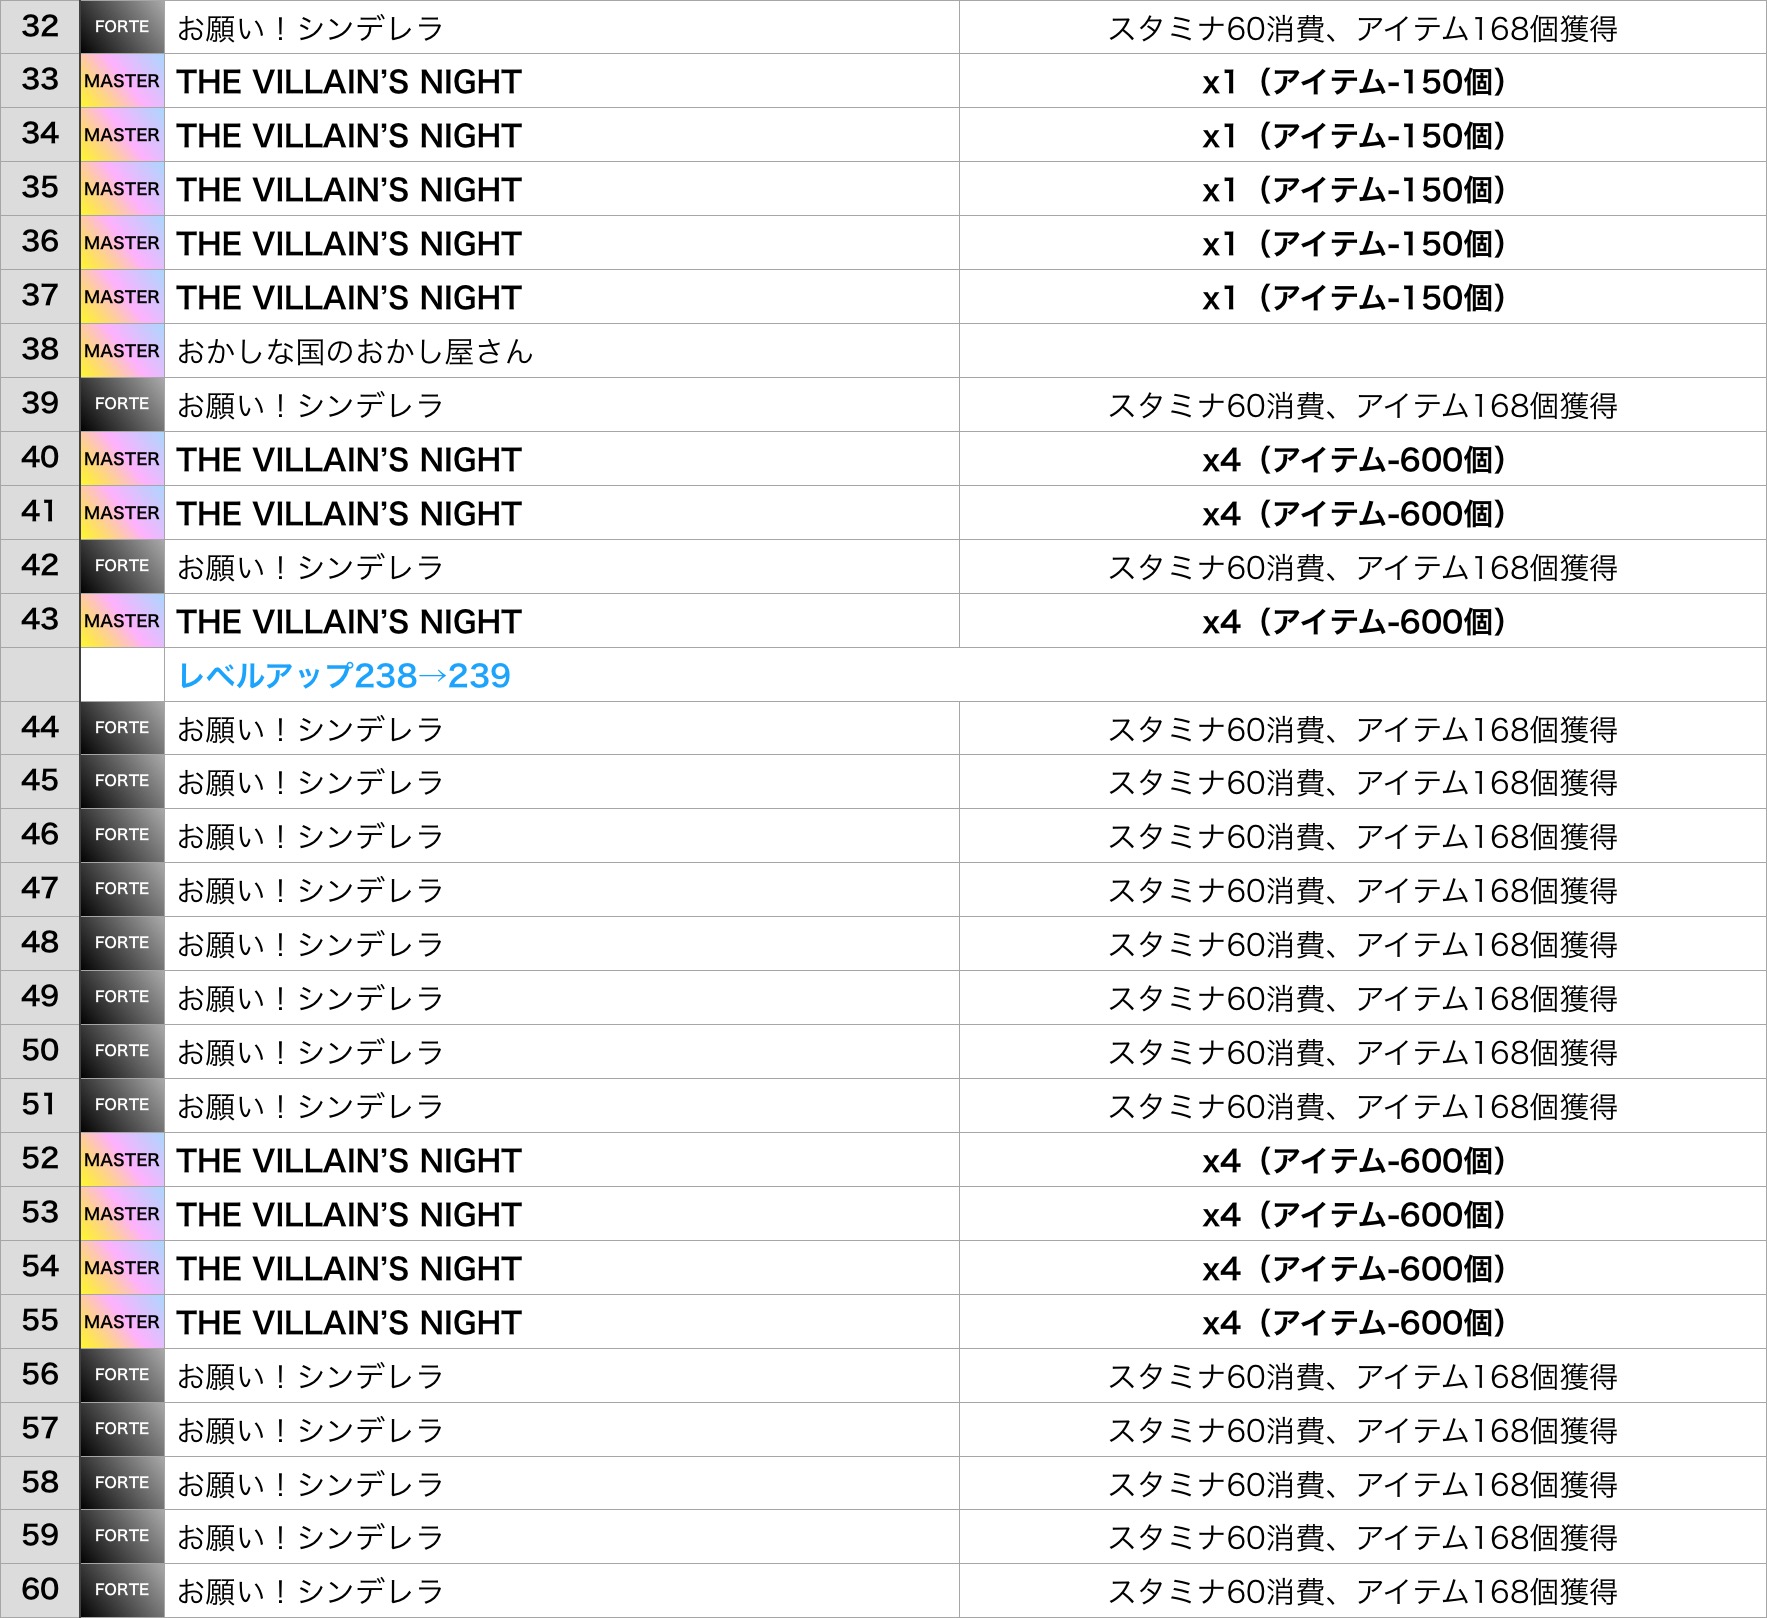 32 FORTE お願い！シンデレラ スタミナ60消費、アイテム168個獲得
33 MASTER THE VILLAIN’S NIGHT x1（アイテム-150個）
34 MASTER THE VILLAIN’S NIGHT x1（アイテム-150個）
35 MASTER THE VILLAIN’S NIGHT x1（アイテム-150個）
36 MASTER THE VILLAIN’S NIGHT x1（アイテム-150個）
37 MASTER THE VILLAIN’S NIGHT x1（アイテム-150個）
38 MASTER おかしな国のおかし屋さん
39 FORTE お願い！シンデレラ スタミナ60消費、アイテム168個獲得
40 MASTER THE VILLAIN’S NIGHT x4（アイテム-600個）
41 MASTER THE VILLAIN’S NIGHT x4（アイテム-600個）
42 FORTE お願い！シンデレラ スタミナ60消費、アイテム168個獲得
43 MASTER THE VILLAIN’S NIGHT x4（アイテム-600個）
レベルアップ238→239
44 FORTE お願い！シンデレラ スタミナ60消費、アイテム168個獲得
45 FORTE お願い！シンデレラ スタミナ60消費、アイテム168個獲得
46 FORTE お願い！シンデレラ スタミナ60消費、アイテム168個獲得
47 FORTE お願い！シンデレラ スタミナ60消費、アイテム168個獲得
48 FORTE お願い！シンデレラ スタミナ60消費、アイテム168個獲得
49 FORTE お願い！シンデレラ スタミナ60消費、アイテム168個獲得
50 FORTE お願い！シンデレラ スタミナ60消費、アイテム168個獲得
51 FORTE お願い！シンデレラ スタミナ60消費、アイテム168個獲得
52 MASTER THE VILLAIN’S NIGHT x4（アイテム-600個）
53 MASTER THE VILLAIN’S NIGHT x4（アイテム-600個）
54 MASTER THE VILLAIN’S NIGHT x4（アイテム-600個）
55 MASTER THE VILLAIN’S NIGHT x4（アイテム-600個）
56 FORTE お願い！シンデレラ スタミナ60消費、アイテム168個獲得
57 FORTE お願い！シンデレラ スタミナ60消費、アイテム168個獲得
58 FORTE お願い！シンデレラ スタミナ60消費、アイテム168個獲得
59 FORTE お願い！シンデレラ スタミナ60消費、アイテム168個獲得
60 FORTE お願い！シンデレラ スタミナ60消費、アイテム168個獲得